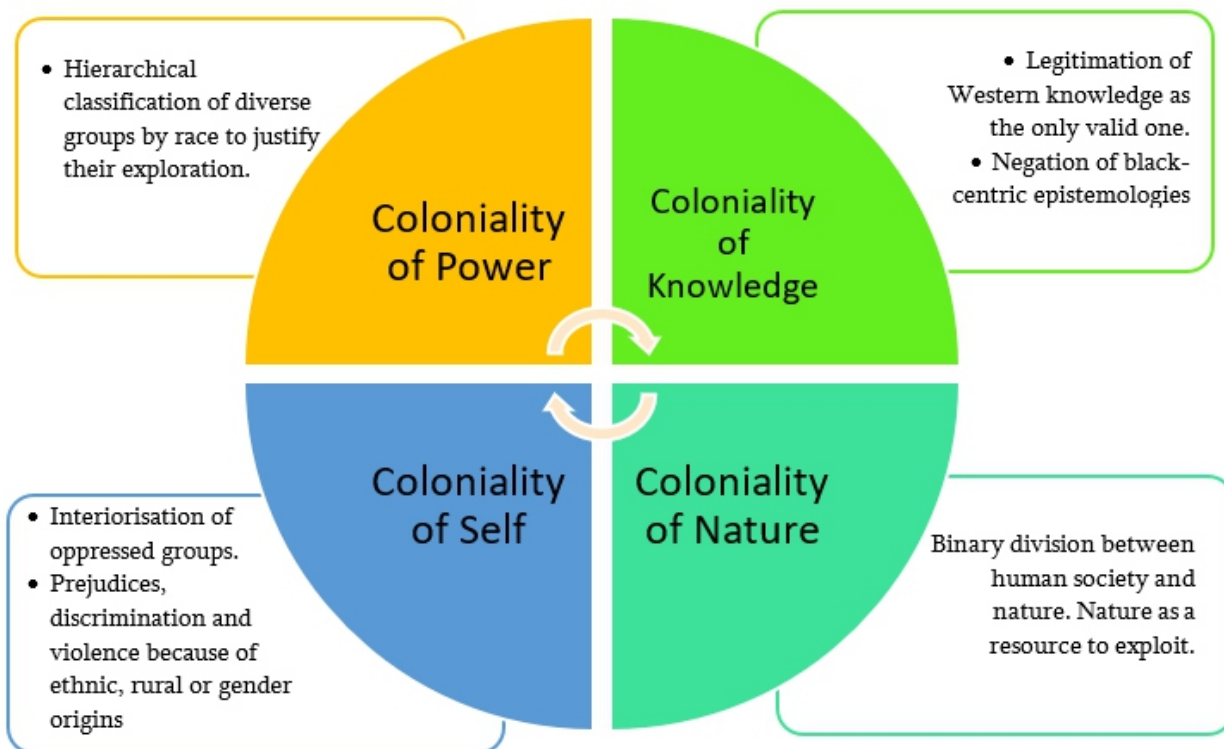 • Hierarchical
classification of diverse
groups by race to justify
their exploration.
Coloniality
of Power
• Legitimation of
Western knowledge as
the only valid one.
• Negation of black-
centric epistemologies
Coloniality
of
Knowledge
• Interiorisation of
oppressed groups.
• Prejudices,
discrimination and
violence because of
ethnic, rural or gender
origins
Coloniality
of Self
Coloniality
of Nature
Binary division between
human society and
nature. Nature as a
resource to exploit.